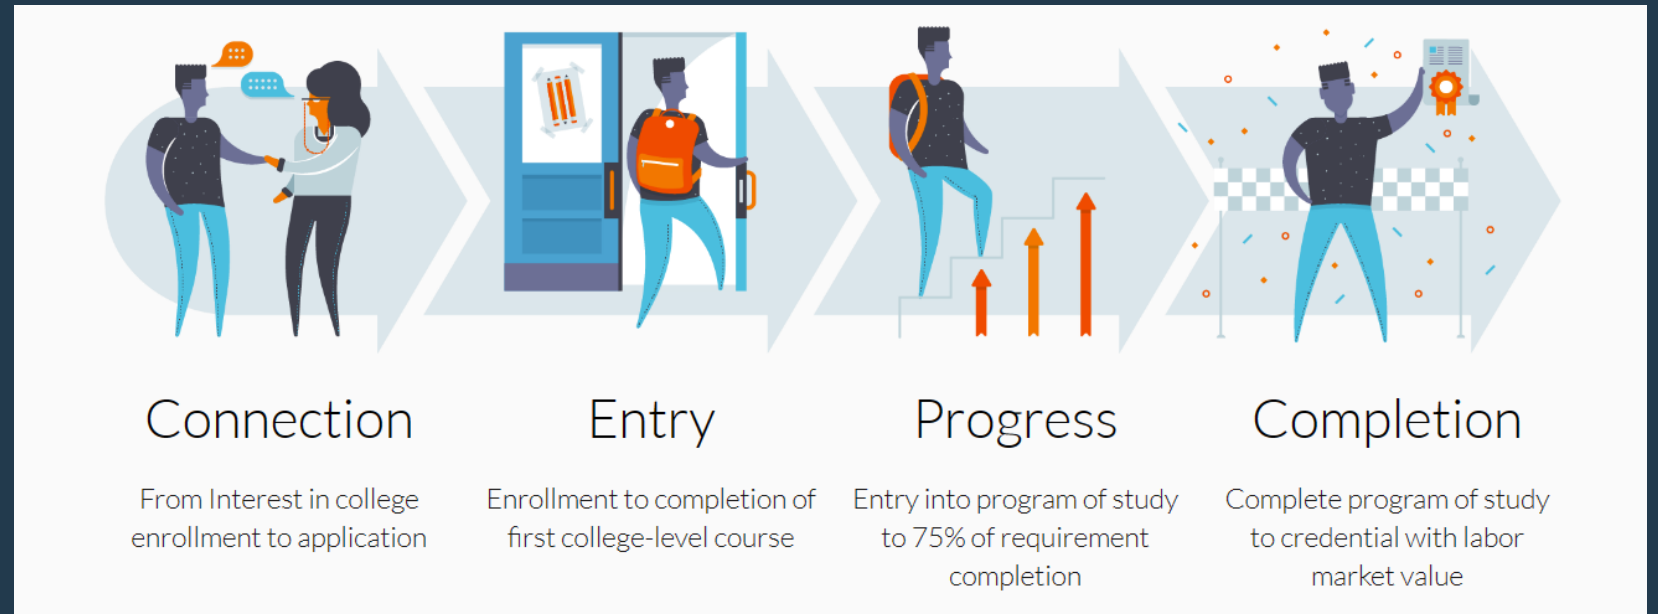 Connection
From Interest in college
enrollment to application
Entry
Enrollment to completion of
first college-level course
Progress
Entry into program of study
to 75% of requirement
completion
Completion
Complete program of study
to credential with labor
market value